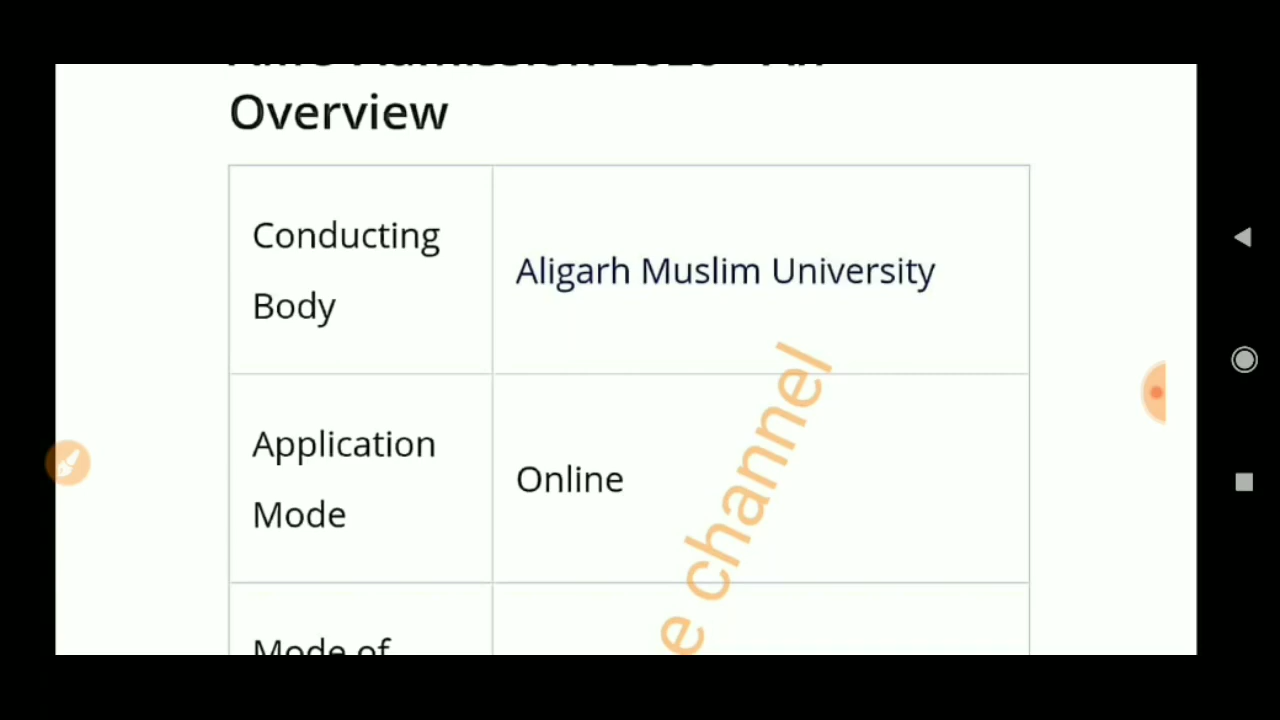 Overview
Conducting
Body
Aligarh Muslim University
Application
Mode
Online
Mode of
e channel